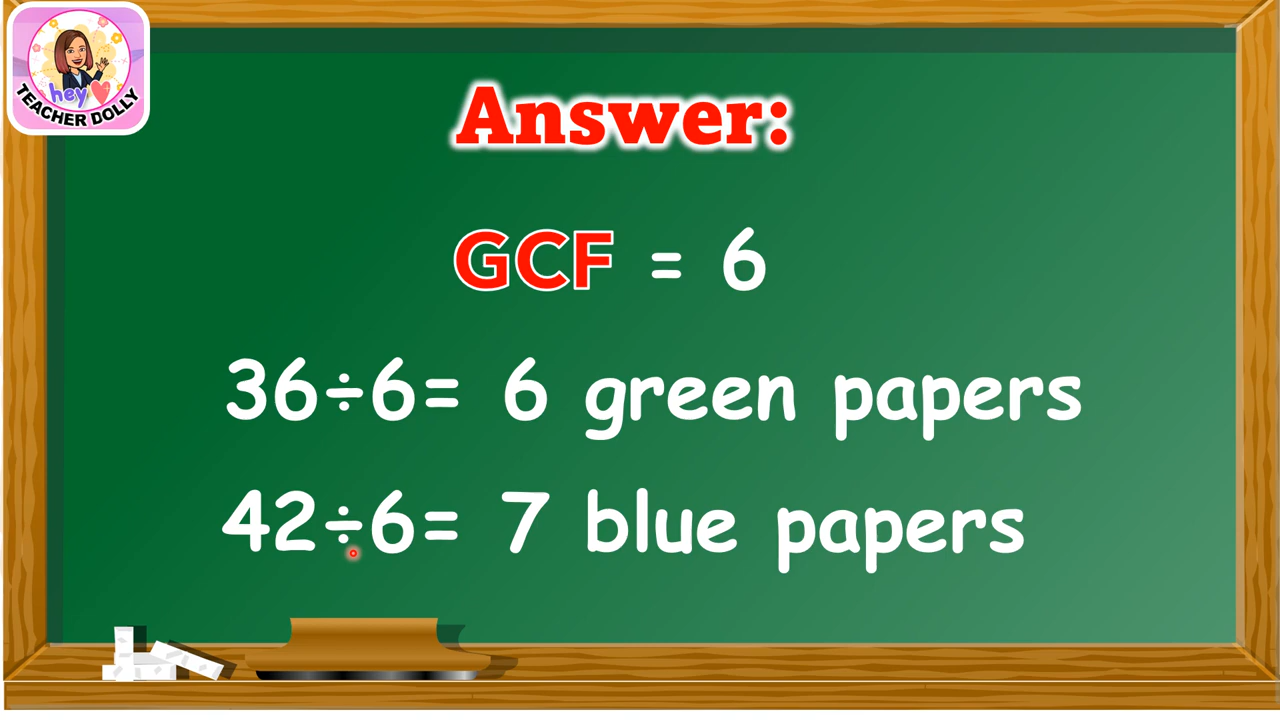 hey
TEACHER DOLLY
Answer:
GCF = 6
36÷6= 6 green papers
42÷6= 7 blue papers